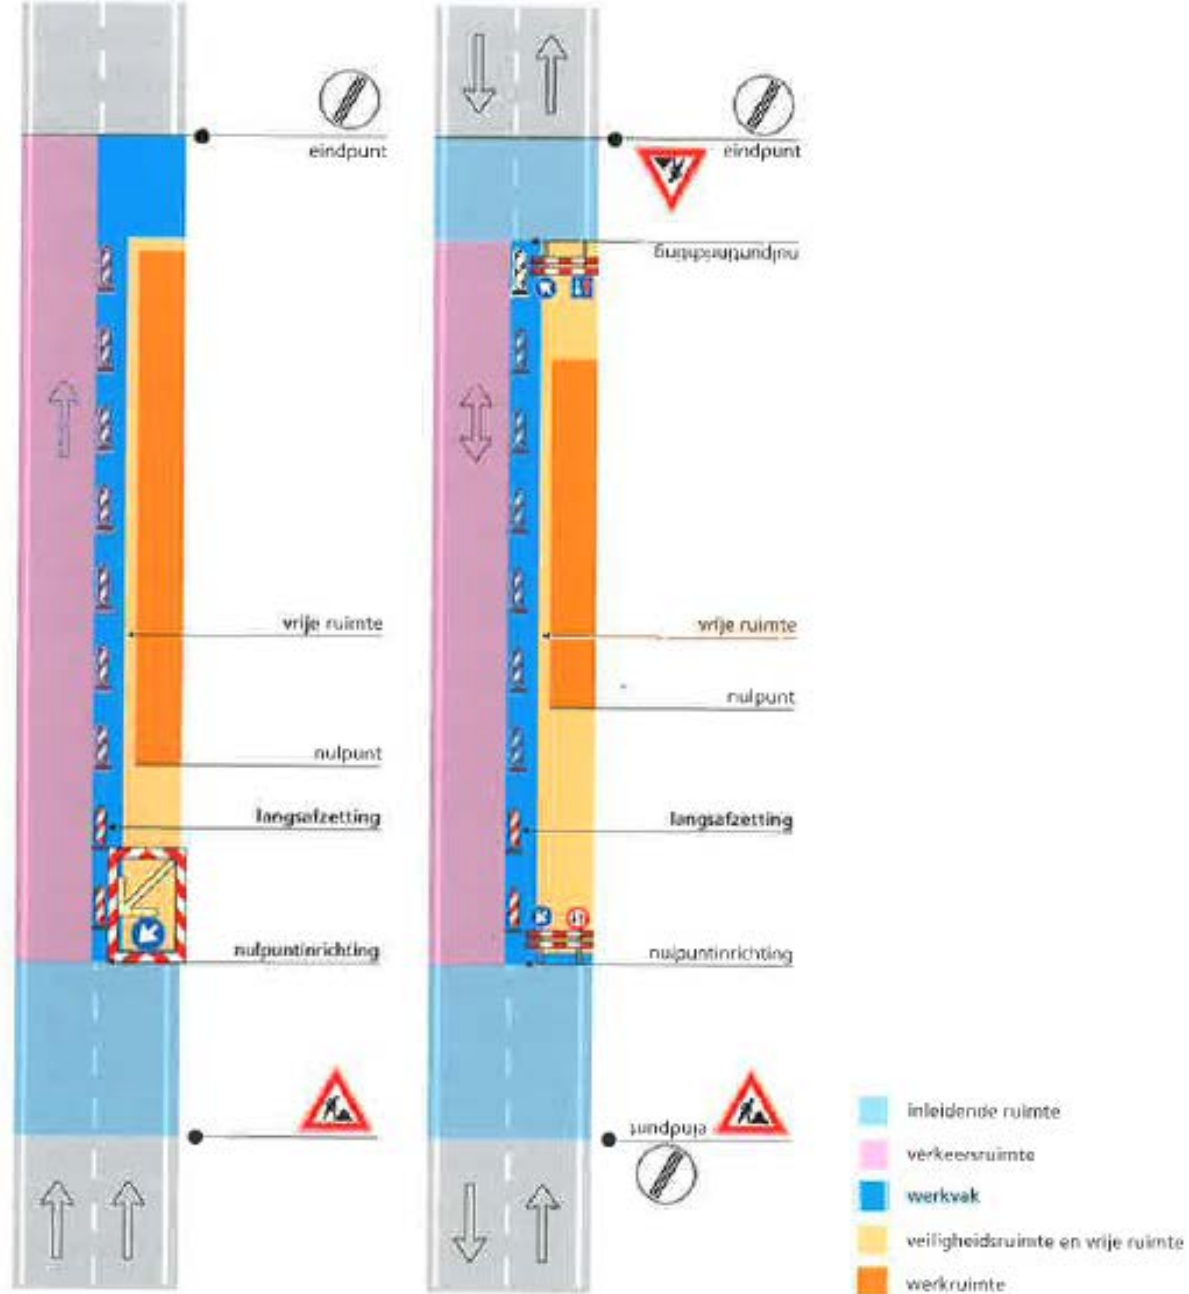 eindpunt
vrije ruimte
nulpunt
langsafzetting
nulpuntinrichting
eindpunt
nulpuntinrichting
vrije ruimte
nulpunt
langsafzetting
nulpuntinrichting
eindpunt
inleidende ruimte
verkeersruimte
werkvak
veiligheidsruimte en vrije ruimte
werkruimte